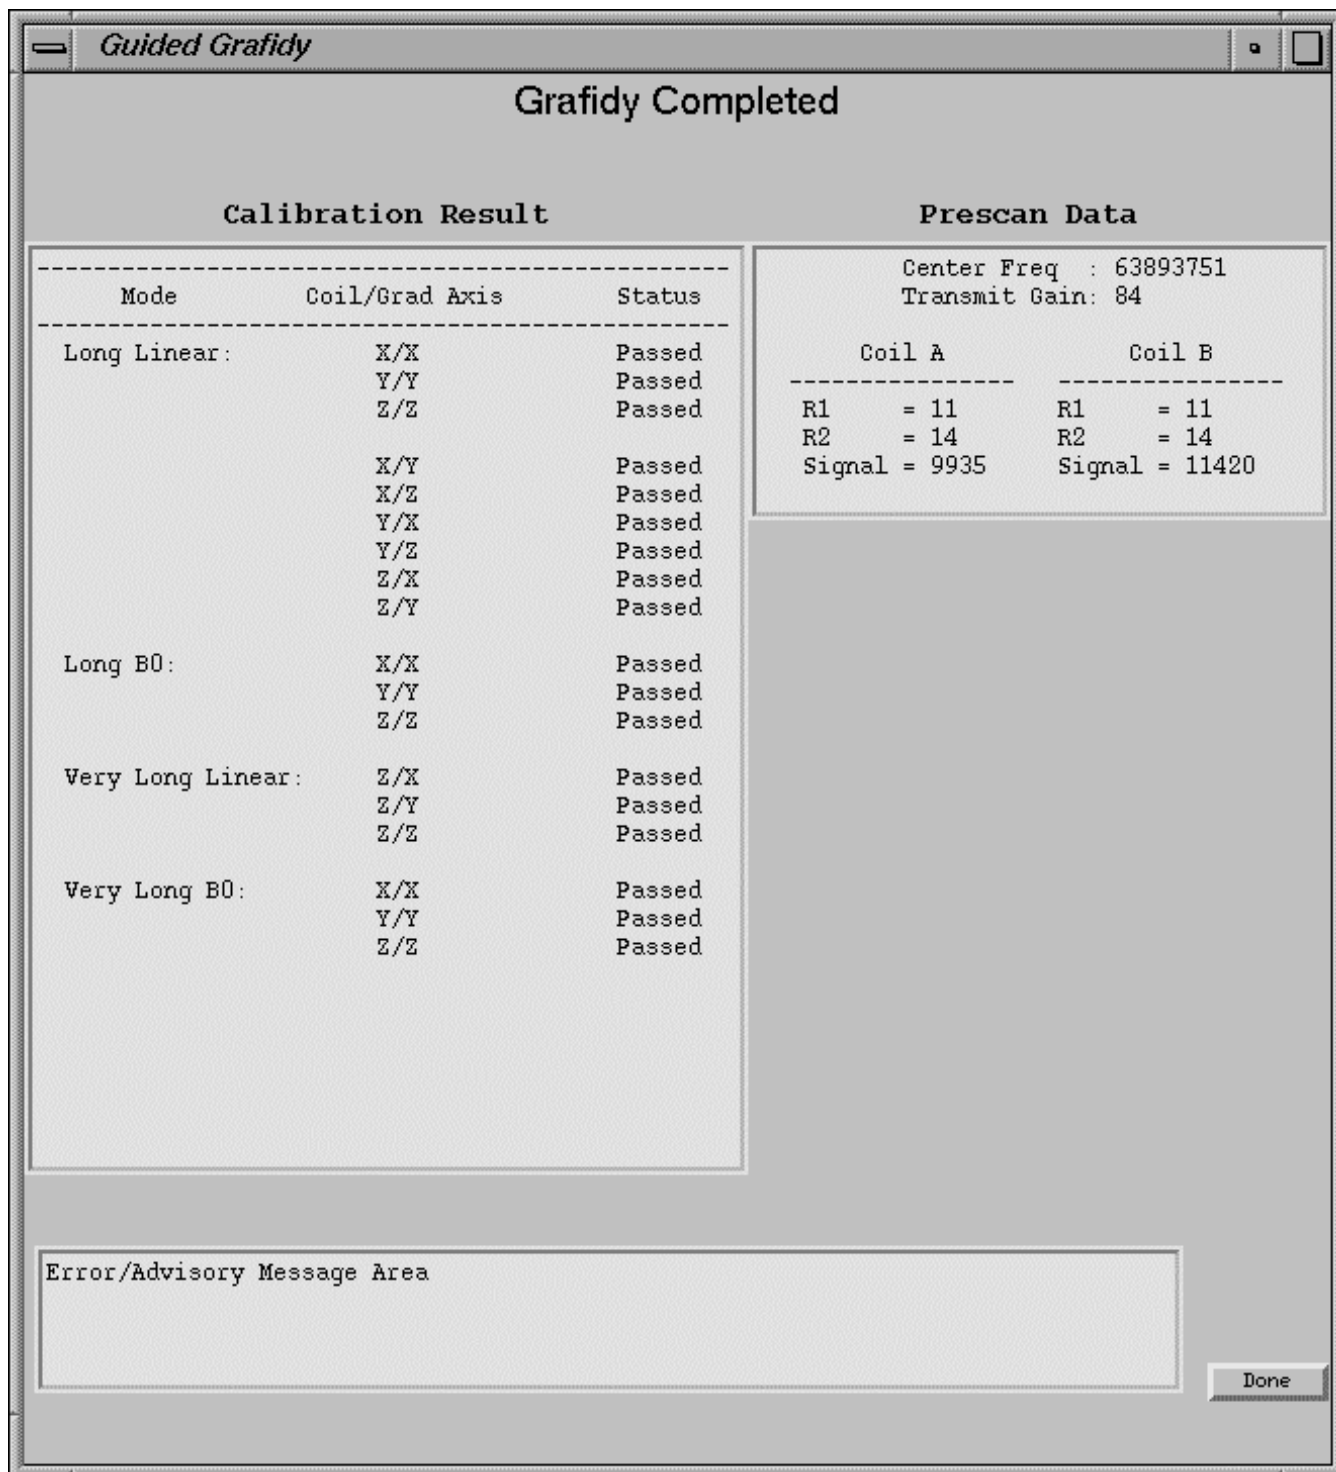 Guided Grafidy
Grafidy Completed
Calibration Result
-------------------------------------------------
Mode Coil/Grad Axis Status
-------------------------------------------------
Long Linear: X/X Passed
Y/Y Passed
Z/Z Passed
X/Y Passed
X/Z Passed
Y/X Passed
Y/Z Passed
Z/X Passed
Z/Y Passed
Long B0: X/X Passed
Y/Y Passed
Z/Z Passed
Very Long Linear: Z/X Passed
Z/Y Passed
Z/Z Passed
Very Long B0: X/X Passed
Y/Y Passed
Z/Z Passed
Prescan Data
Center Freq : 63893751
Transmit Gain: 84
Coil A Coil B
---------------- ----------------
R1 = 11 R1 = 11
R2 = 14 R2 = 14
Signal = 9935 Signal = 11420
Error/Advisory Message Area
Done